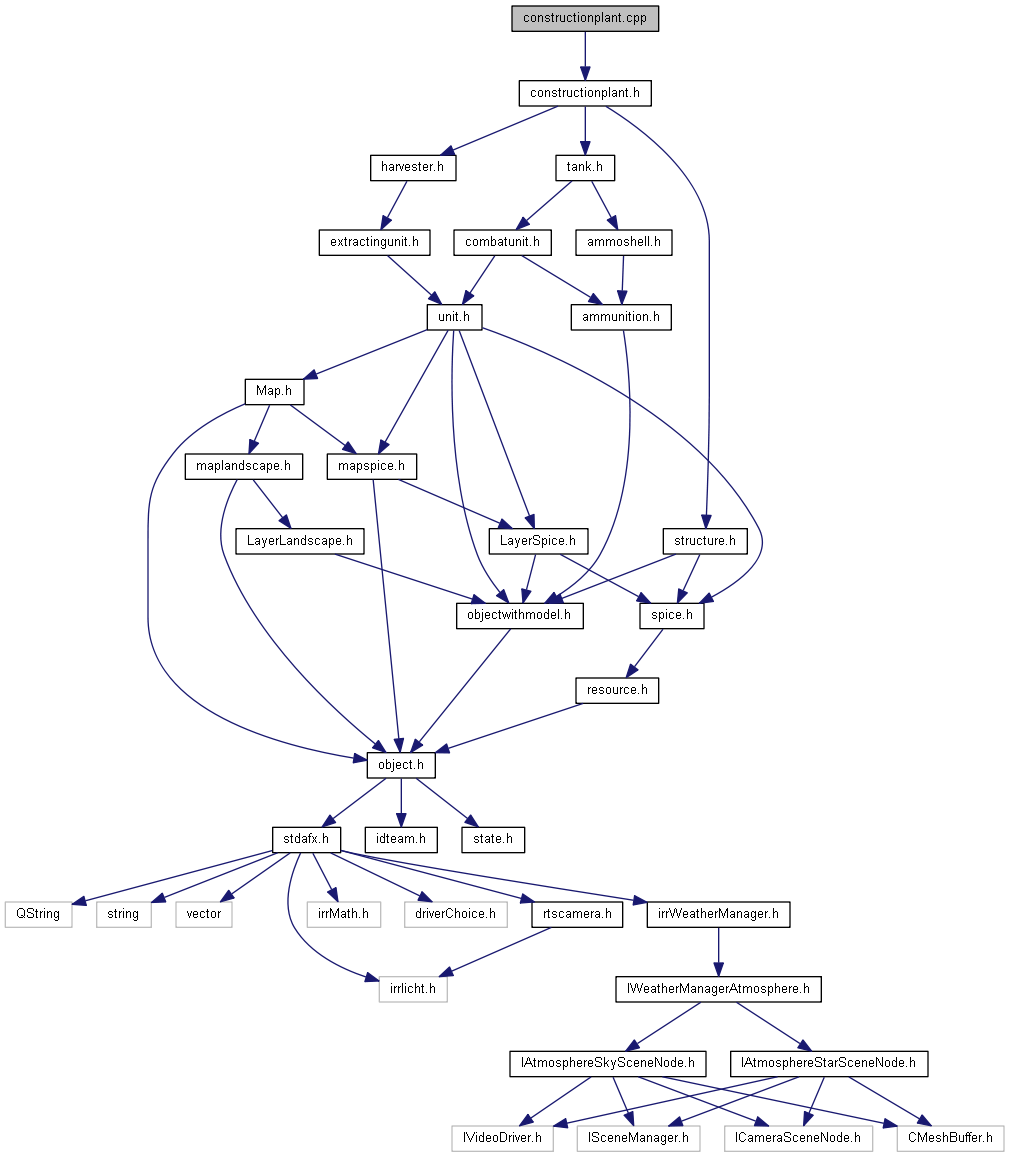 constructionplant.cpp
constructionplant.h
harvester.h
tank.h
extractingunit.h
combatunit.h
ammoshell.h
unit.h
ammunition.h
Map.h
maplandscape.h
mapspice.h
LayerLandscape.h
LayerSpice.h
structure.h
objectwithmodel.h
spice.h
resource.h
object.h
stdafx.h
idteam.h
state.h
QString
string
vector
irrMath.h
driverChoice.h
rtscamera.h
irrWeatherManager.h
irrlicht.h
IWeatherManagerAtmosphere.h
IAtmosphereSkySceneNode.h
IAtmosphereStarSceneNode.h
IVideoDriver.h
ISceneManager.h
ICameraSceneNode.h
CMeshBuffer.h